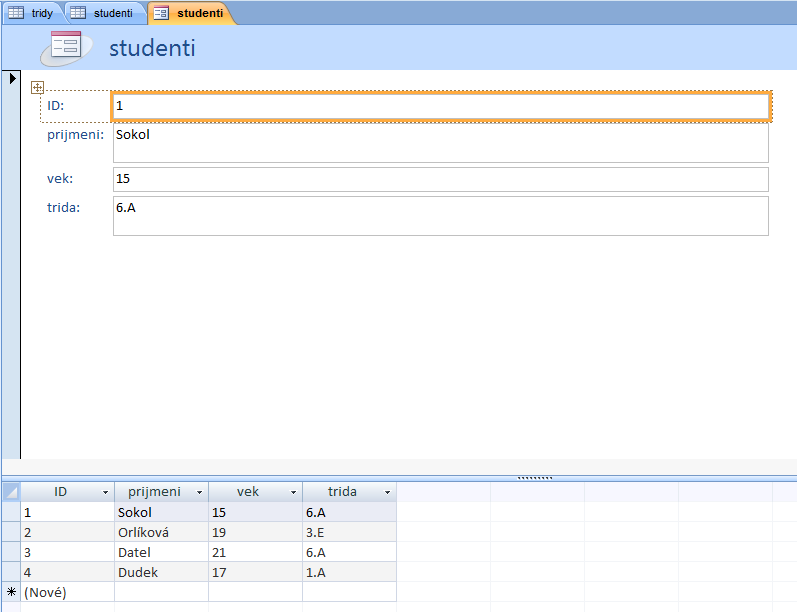 tridy studenti studenti
studenti
ID: 1
prijmeni: Sokol
vek: 15
trida: 6.A
ID prijmeni vek trida
1 Sokol 15 6.A
2 Orlíková 19 3.E
3 Datel 21 6.A
4 Dudek 17 1.A
(Nové)